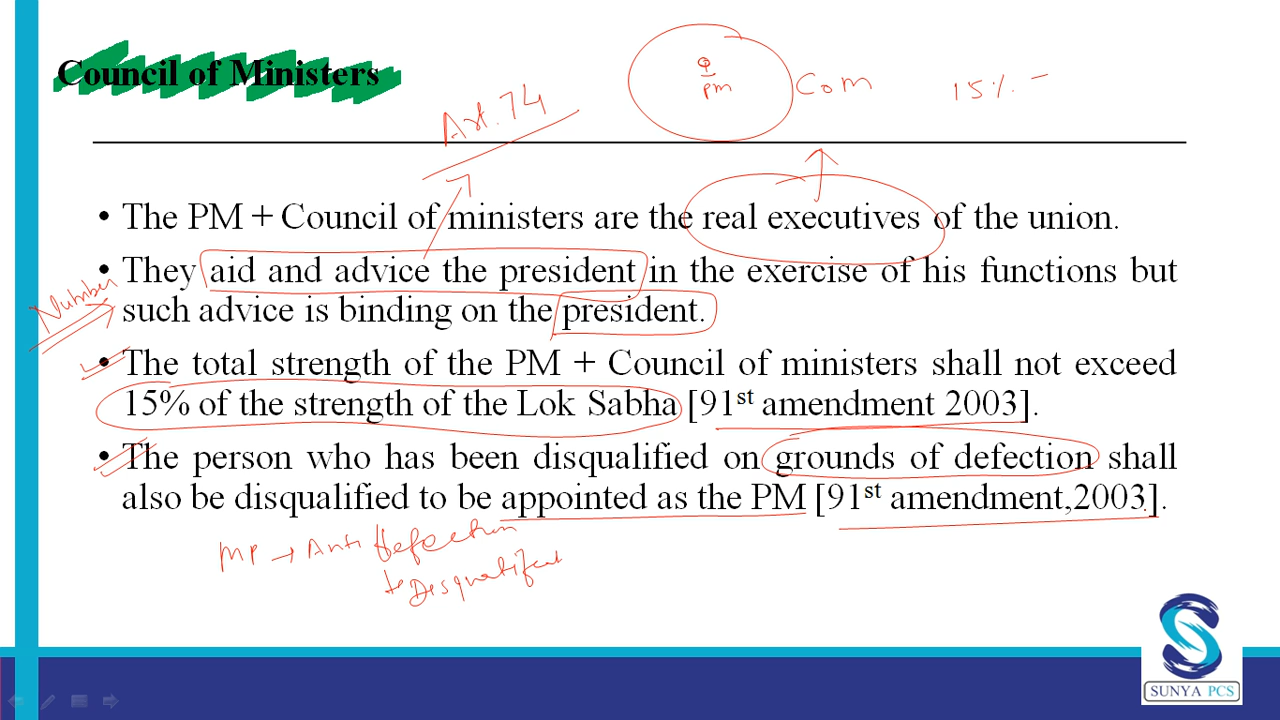 Council of Ministers
Art. 74
PM
Com
15%.
• The PM + Council of ministers are the real executives of the union.
• They aid and advice the president in the exercise of his functions but
such advice is binding on the president.
Number
• The total strength of the PM + Council of ministers shall not exceed
15% of the strength of the Lok Sabha [91st amendment 2003].
• The person who has been disqualified on grounds of defection shall
also be disqualified to be appointed as the PM [91st amendment,2003].
MP → Anti defection
SUNYA PCS